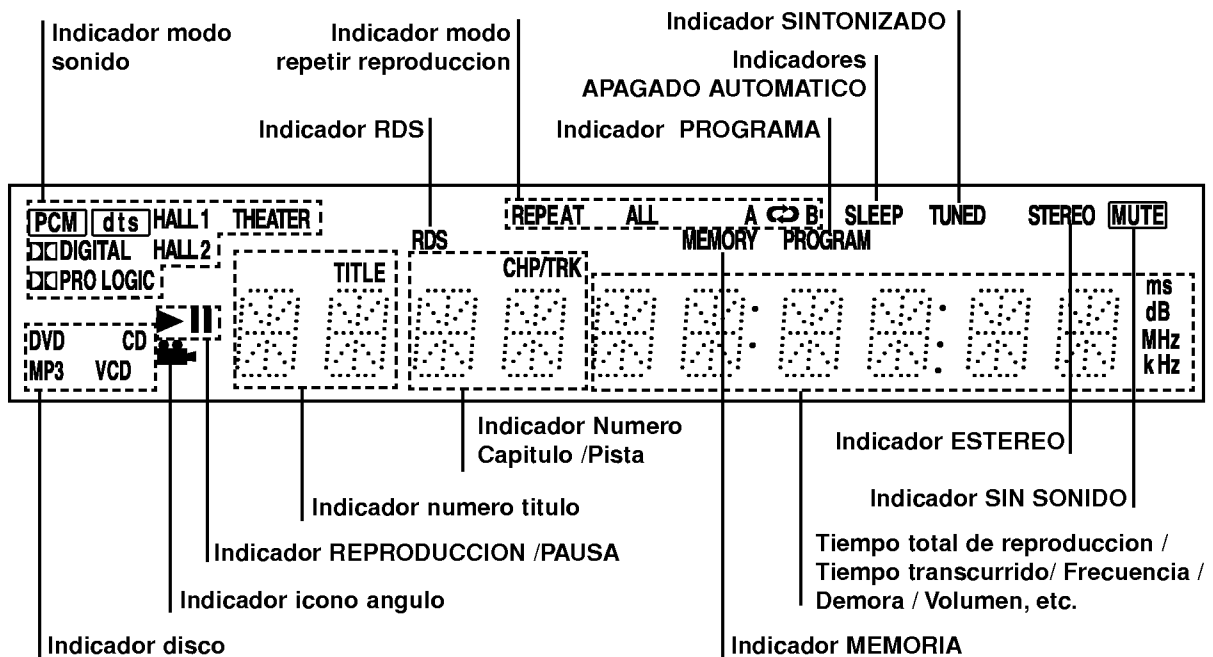 Indicador modo
sonido
Indicador modo
repetir reproduccion
Indicador SINTONIZADO
Indicadores
APAGADO AUTOMATICO
Indicador RDS
Indicador PROGRAMA
PCM dts HALL 1 THEATER
REPEAT ALL A B SLEEP TUNED STEREO MUTE
DIGITAL HALL 2
RDS MEMORY PROGRAM
PRO LOGIC
TITLE CHP/TRK
ms
dB
MHz
kHz
DVD CD
MP3 VCD
Indicador Numero
Capitulo /Pista
Indicador ESTEREO
Indicador numero titulo
Indicador SIN SONIDO
Indicador REPRODUCCION /PAUSA
Tiempo total de reproduccion /
Tiempo transcurrido/ Frecuencia /
Demora / Volumen, etc.
Indicador icono angulo
Indicador disco
Indicador MEMORIA